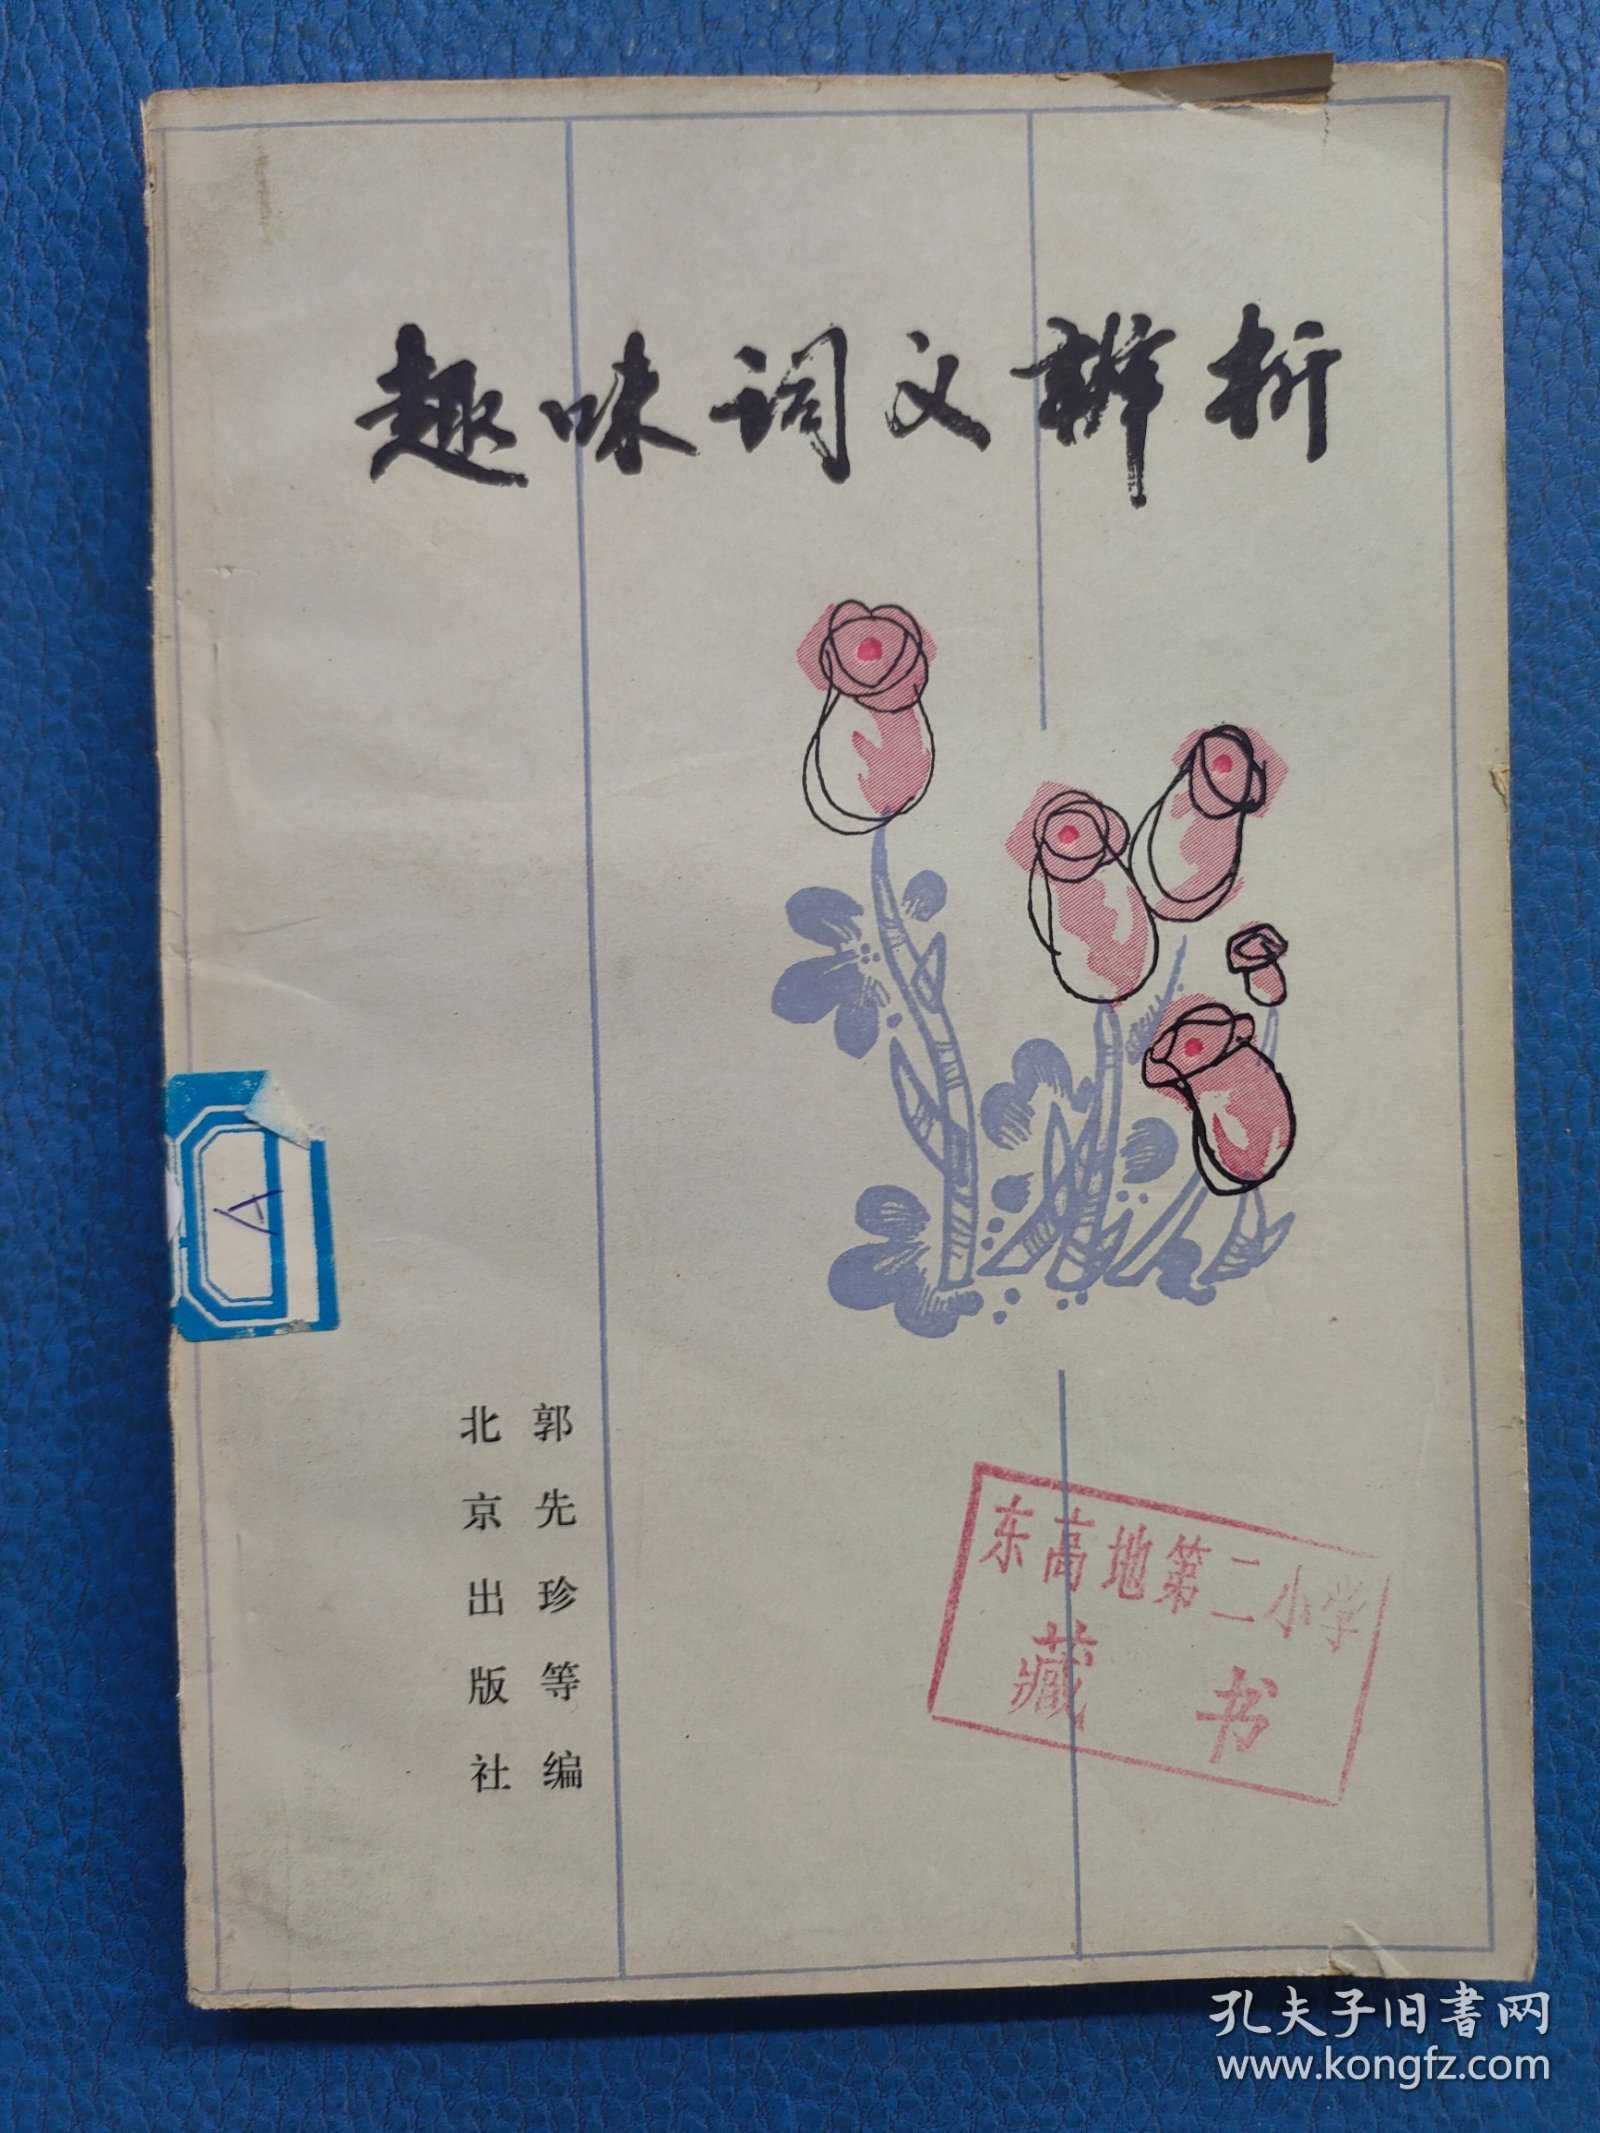 趣味词义辨析
A
郭先珍等编
北京出版社
东高地第二小学
藏书
孔夫子旧書网
www.kongfz.com